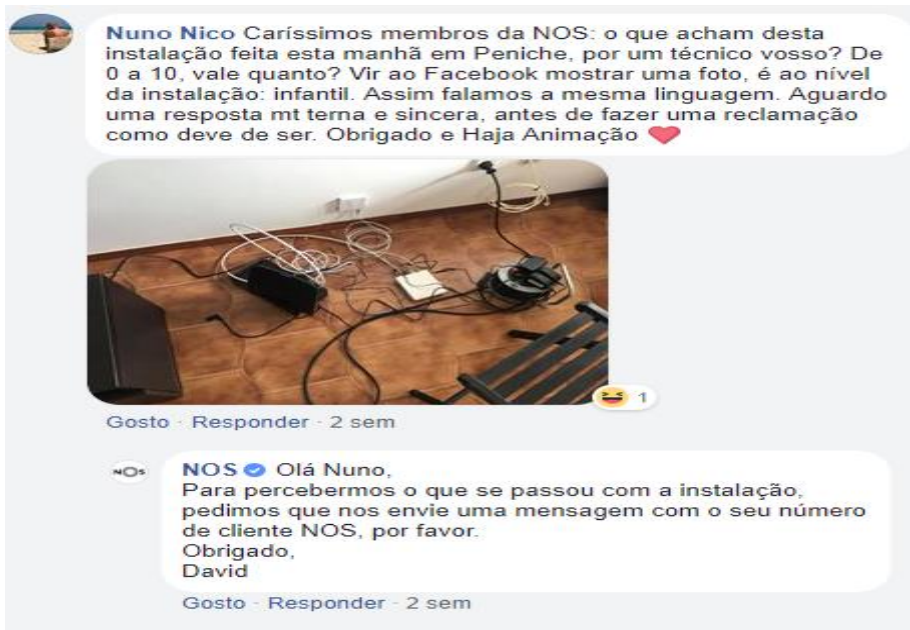 Nuno Nico Caríssimos membros da NOS: o que acham desta
instalação feita esta manhã em Peniche, por um técnico vosso? De
0 a 10, vale quanto? Vir ao Facebook mostrar uma foto, é ao nível
da instalação: infantil. Assim falamos a mesma linguagem. Aguardo
uma resposta mt terna e sincera, antes de fazer uma reclamação
como deve de ser. Obrigado e Haja Animação ❤️
1
Gosto · Responder · 2 sem
NOS
NOS Olá Nuno,
Para percebermos o que se passou com a instalação,
pedimos que nos envie uma mensagem com o seu número
de cliente NOS, por favor.
Obrigado,
David
Gosto · Responder · 2 sem